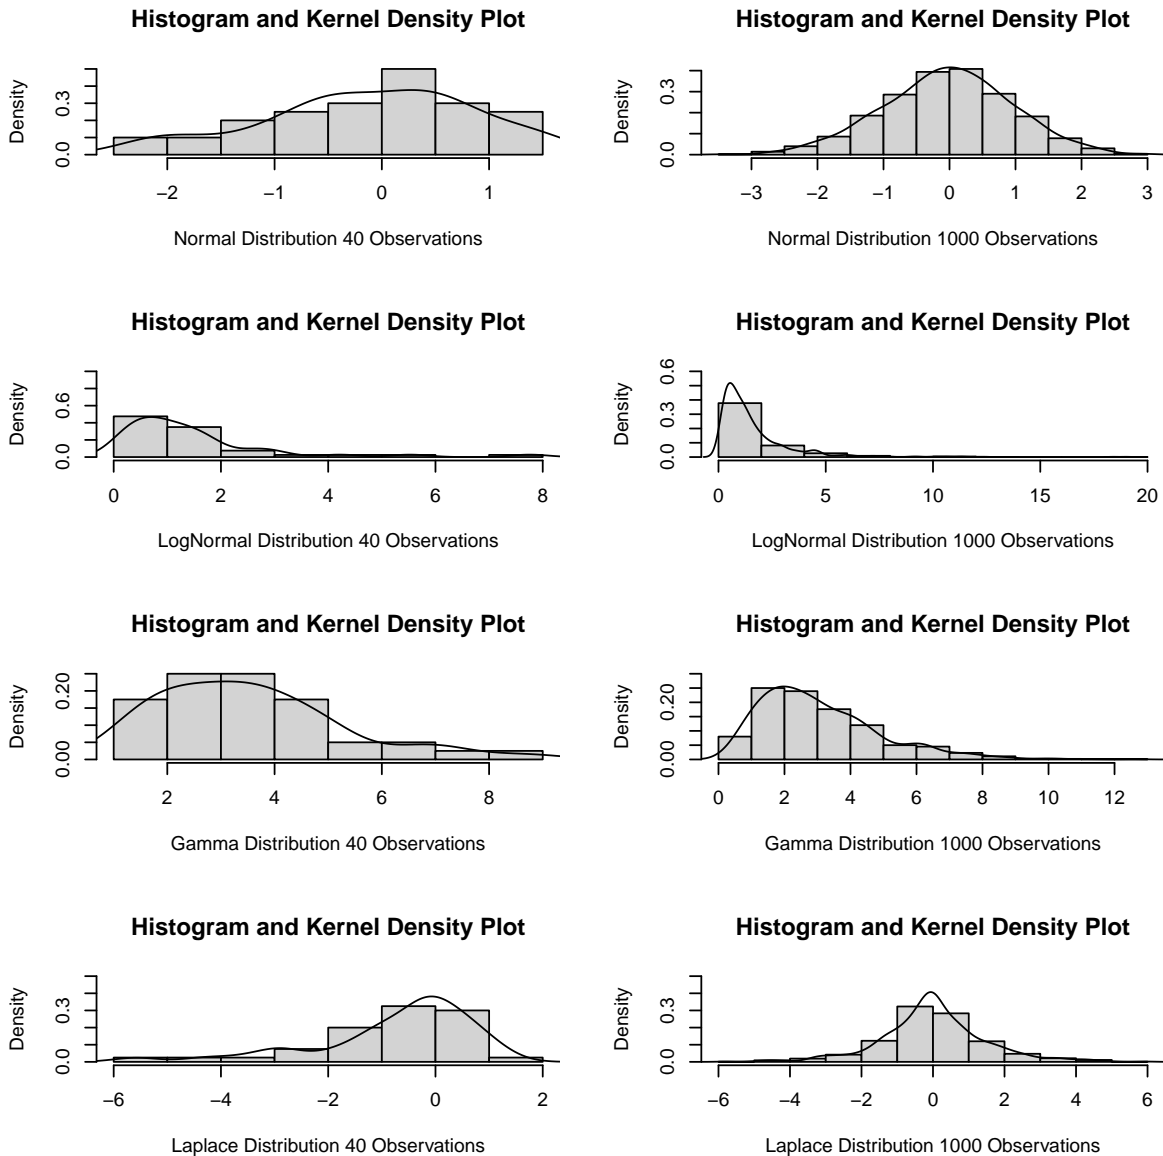 Histogram and Kernel Density Plot
Density
0.0 0.3
−2 −1 0 1
Normal Distribution 40 Observations
Histogram and Kernel Density Plot
Density
0.0 0.3
−3 −2 −1 0 1 2 3
Normal Distribution 1000 Observations
Histogram and Kernel Density Plot
Density
0.0 0.6
0 2 4 6 8
LogNormal Distribution 40 Observations
Histogram and Kernel Density Plot
Density
0.0 0.3 0.6
0 5 10 15 20
LogNormal Distribution 1000 Observations
Histogram and Kernel Density Plot
Density
0.00 0.20
2 4 6 8
Gamma Distribution 40 Observations
Histogram and Kernel Density Plot
Density
0.00 0.20
0 2 4 6 8 10 12
Gamma Distribution 1000 Observations
Histogram and Kernel Density Plot
Density
0.0 0.3
−6 −4 −2 0 2
Laplace Distribution 40 Observations
Histogram and Kernel Density Plot
Density
0.0 0.3
−6 −4 −2 0 2 4 6
Laplace Distribution 1000 Observations